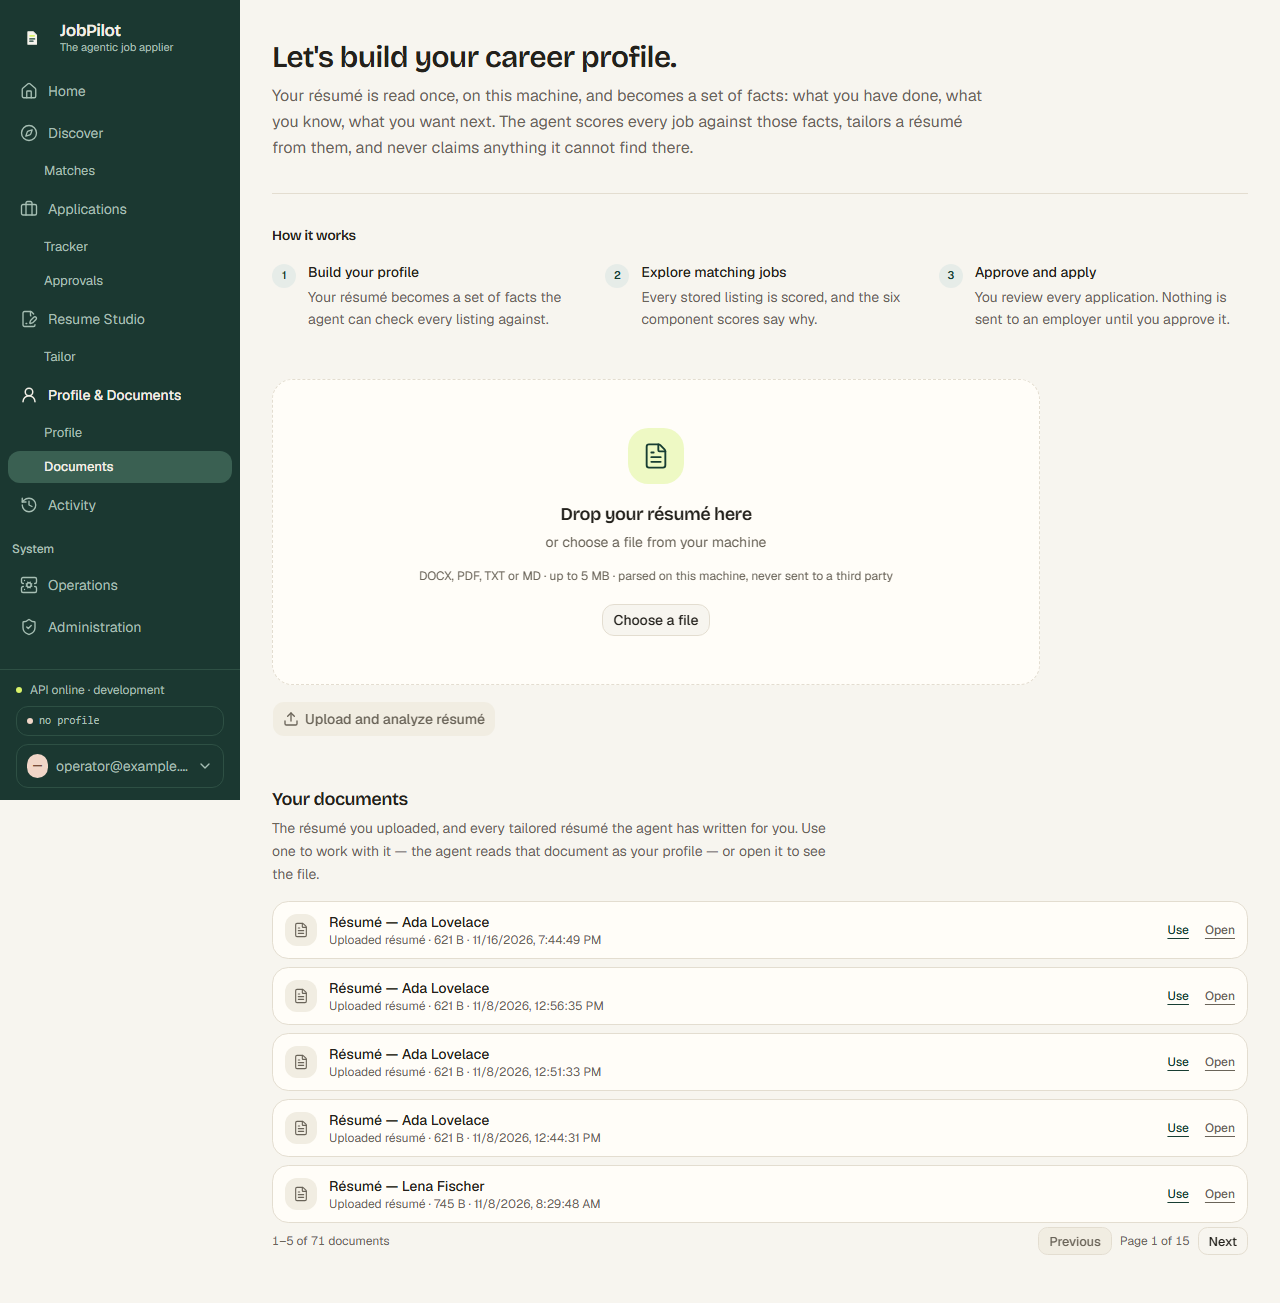 JobPilot
The agentic job applier
Home
Discover
Matches
Applications
Tracker
Approvals
Resume Studio
Tailor
Profile & Documents
Profile
Documents
Activity
System
Operations
Administration
API online · development
no profile
operator@example....
Let's build your career profile.
Your résumé is read once, on this machine, and becomes a set of facts: what you have done, what
you know, what you want next. The agent scores every job against those facts, tailors a résumé
from them, and never claims anything it cannot find there.
How it works
1
Build your profile
Your résumé becomes a set of facts the
agent can check every listing against.
2
Explore matching jobs
Every stored listing is scored, and the six
component scores say why.
3
Approve and apply
You review every application. Nothing is
sent to an employer until you approve it.
Drop your résumé here
or choose a file from your machine
DOCX, PDF, TXT or MD · up to 5 MB · parsed on this machine, never sent to a third party
Choose a file
Upload and analyze résumé
Your documents
The résumé you uploaded, and every tailored résumé the agent has written for you. Use
one to work with it — the agent reads that document as your profile — or open it to see
the file.
Résumé — Ada Lovelace
Uploaded résumé · 621 B · 11/16/2026, 7:44:49 PM
Use Open
Résumé — Ada Lovelace
Uploaded résumé · 621 B · 11/8/2026, 12:56:35 PM
Use Open
Résumé — Ada Lovelace
Uploaded résumé · 621 B · 11/8/2026, 12:51:33 PM
Use Open
Résumé — Ada Lovelace
Uploaded résumé · 621 B · 11/8/2026, 12:44:31 PM
Use Open
Résumé — Lena Fischer
Uploaded résumé · 745 B · 11/8/2026, 8:29:48 AM
Use Open
1–5 of 71 documents
Previous Page 1 of 15 Next